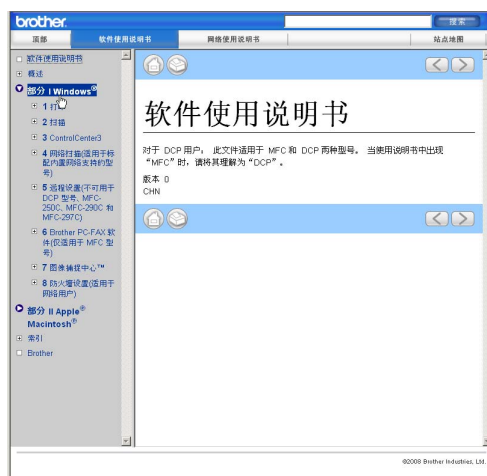 brother.
搜索
顶部
软件使用说明书
网络使用说明书
站点地图
软件使用说明书
概述
部分 I Windows®
1 打
2 扫描
3 ControlCenter3
4 网络扫描(适用于标
配内置网络支持的型
号)
5 远程设置(不可用于
DCP 型号、MFC-
250C, MFC-290C 和
MFC-297C)
6 Brother PC-FAX 软
件(仅适用于 MFC 型
号)
7 图像捕捉中心™
8 防火墙设置(适用于
网络用户)
部分 II Apple®
Macintosh®
索引
Brother
软件使用说明书
对于 DCP 用户： 此文件适用于 MFC 和 DCP 两种型号。 当使用说明书中出现
“MFC”时，请将其理解为“DCP”。
版本 0
CHN
©2008 Brother Industries, Ltd.